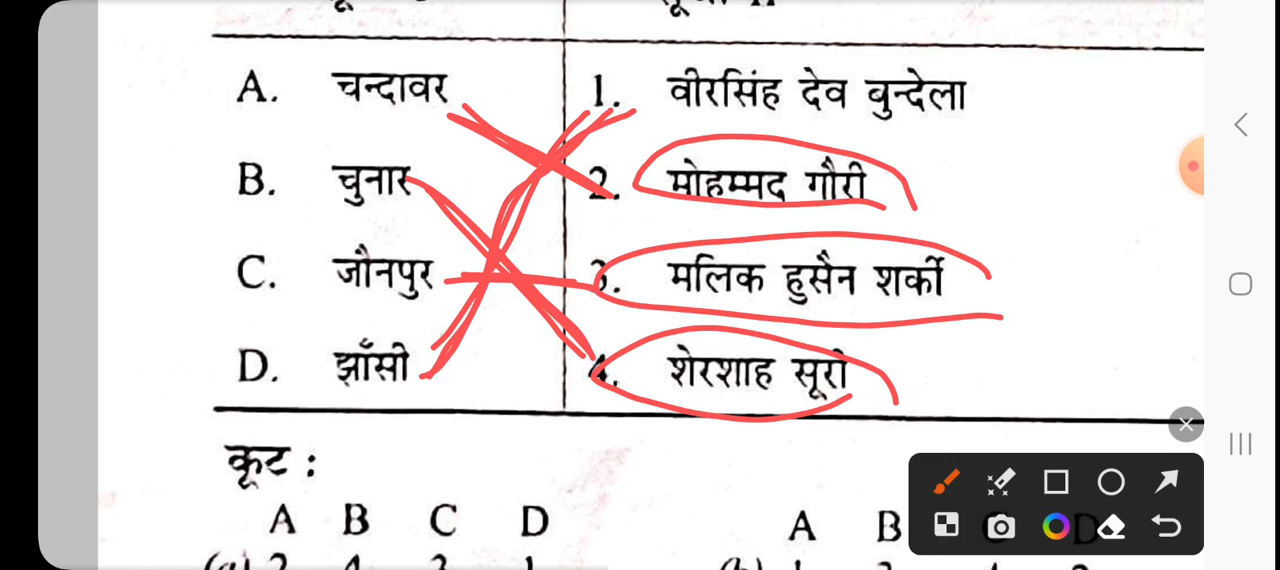 A. चन्दावर 1. वीरसिंह देव बुन्देला
B. चुनार 2. मोहम्मद गौरी
C. जौनपुर 3. मलिक हुसैन शर्की
D. झाँसी 4. शेरशाह सूरी
कूट :
A B C D A B C D